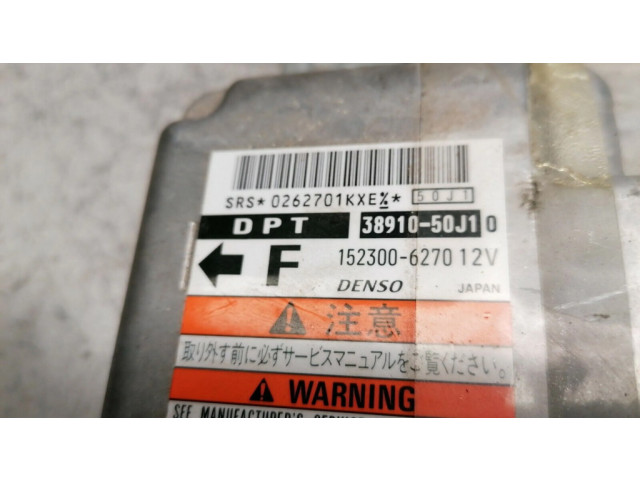 SRS* 0262701KXE%* 50J1
DPT 38910-50J1 0
F 152300-6270 12V
DENSO JAPAN
注意
取り外す前に必ずサービスマニュアルをご覧ください。
WARNING
SEE MANUFACTURER'S